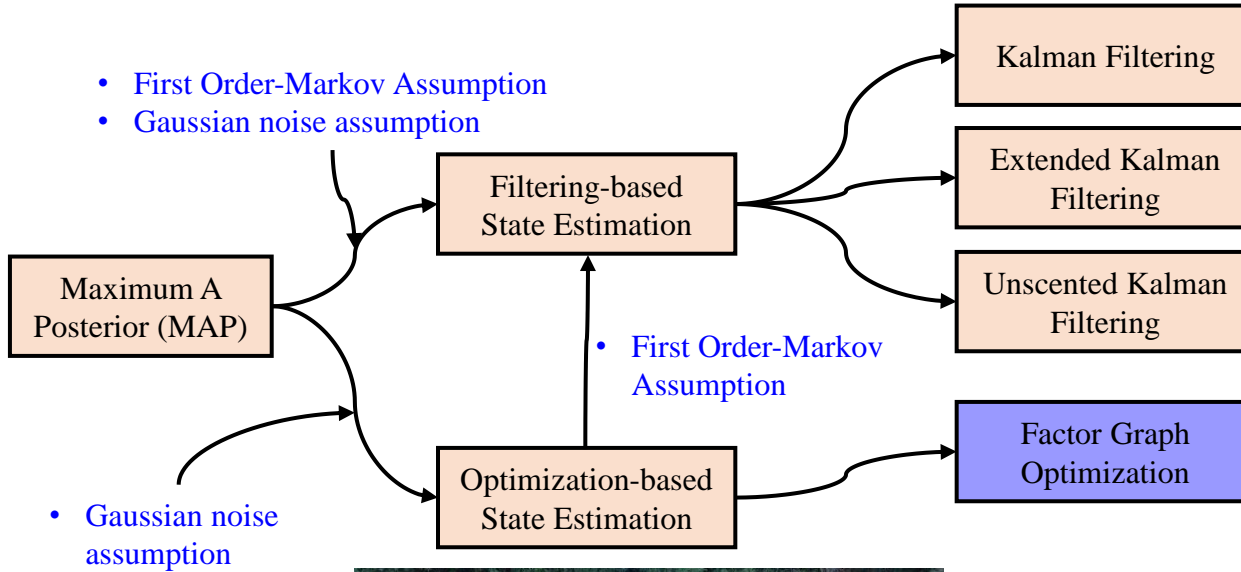 • First Order-Markov Assumption
• Gaussian noise assumption
Maximum A
Posterior (MAP)
• Gaussian noise
assumption
Filtering-based
State Estimation
• First Order-Markov
Assumption
Optimization-based
State Estimation
Kalman Filtering
Extended Kalman
Filtering
Unscented Kalman
Filtering
Factor Graph
Optimization